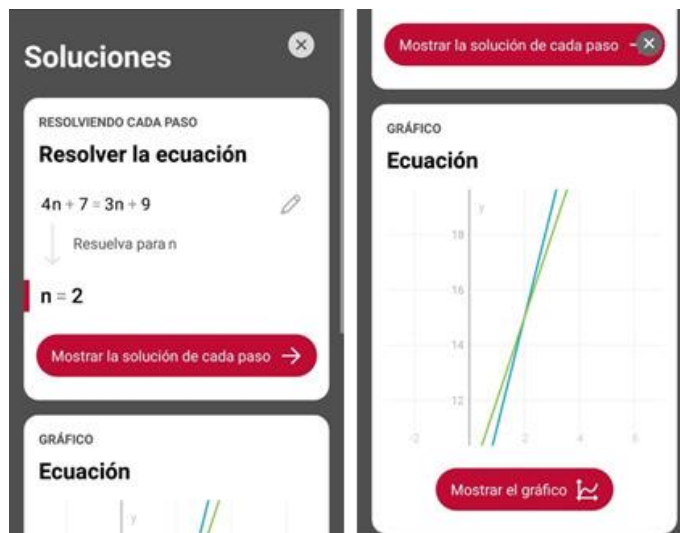 Soluciones
RESOLVIENDO CADA PASO
Resolver la ecuación
4n + 7 = 3n + 9
Resuelva para n
n = 2
Mostrar la solución de cada paso
GRÁFICO
Ecuación
y
Mostrar la solución de cada paso
GRÁFICO
Ecuación
y
18
16
14
12
-2 2 4 6
Mostrar el gráfico